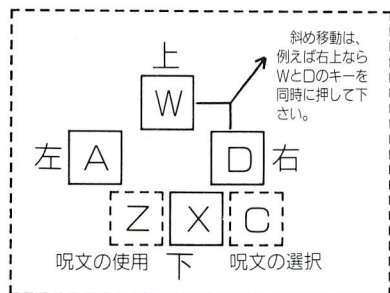 斜め移動は、
例えば右上なら
WとDのキーを
同時に押して下
さい。
上
W
左 A D 右
Z X C
呪文の使用 下 呪文の選択